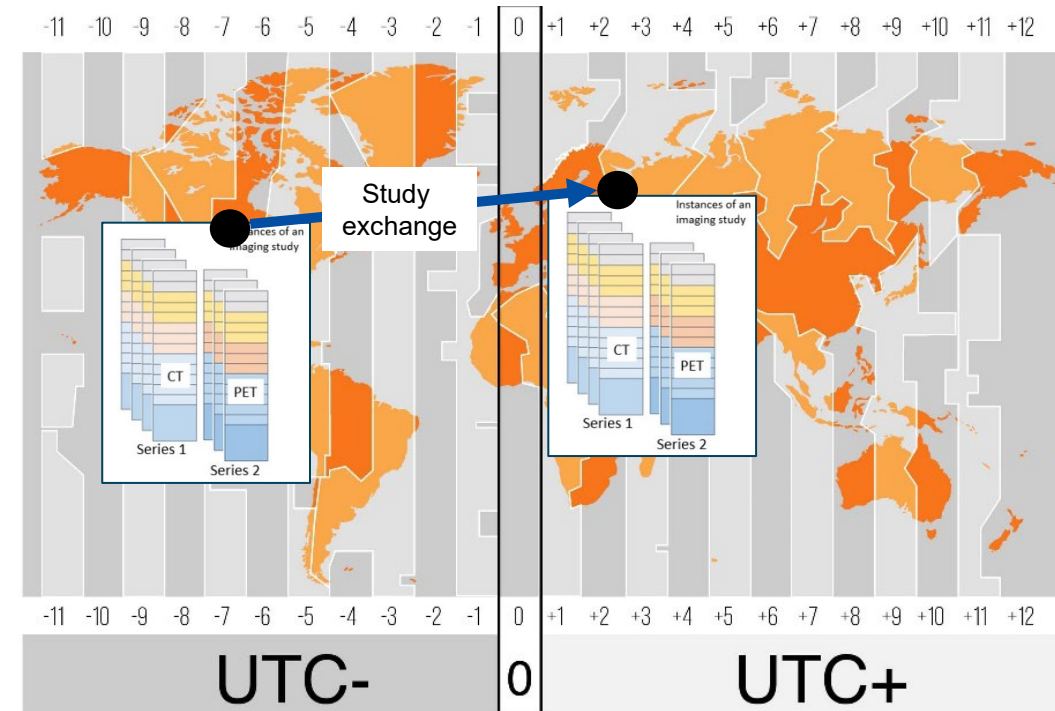 -11 -10 -9 -8 -7 -6 -5 -4 -3 -2 -1 0 +1 +2 +3 +4 +5 +6 +7 +8 +9 +10 +11 +12
Study
exchange
Instances of an
imaging study
CT
PET
Series 1
Series 2
Instances of an
imaging study
CT
PET
Series 1
Series 2
-11 -10 -9 -8 -7 -6 -5 -4 -3 -2 -1 0 +1 +2 +3 +4 +5 +6 +7 +8 +9 +10 +11 +12
UTC- 0 UTC+